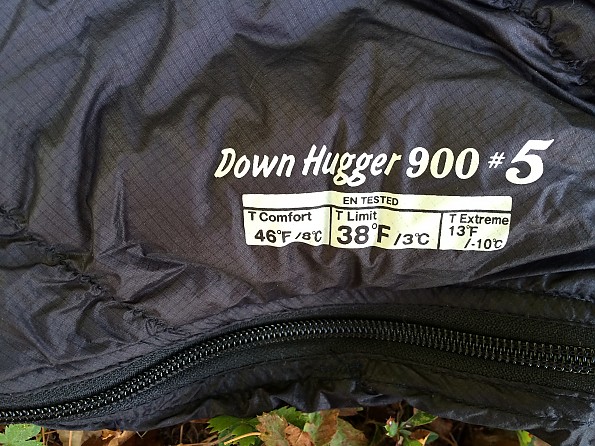 Down Hugger 900 #5
EN TESTED
T Comfort T Limit T Extreme
46°F/8°C 38°F/3°C 13°F
/-10°C